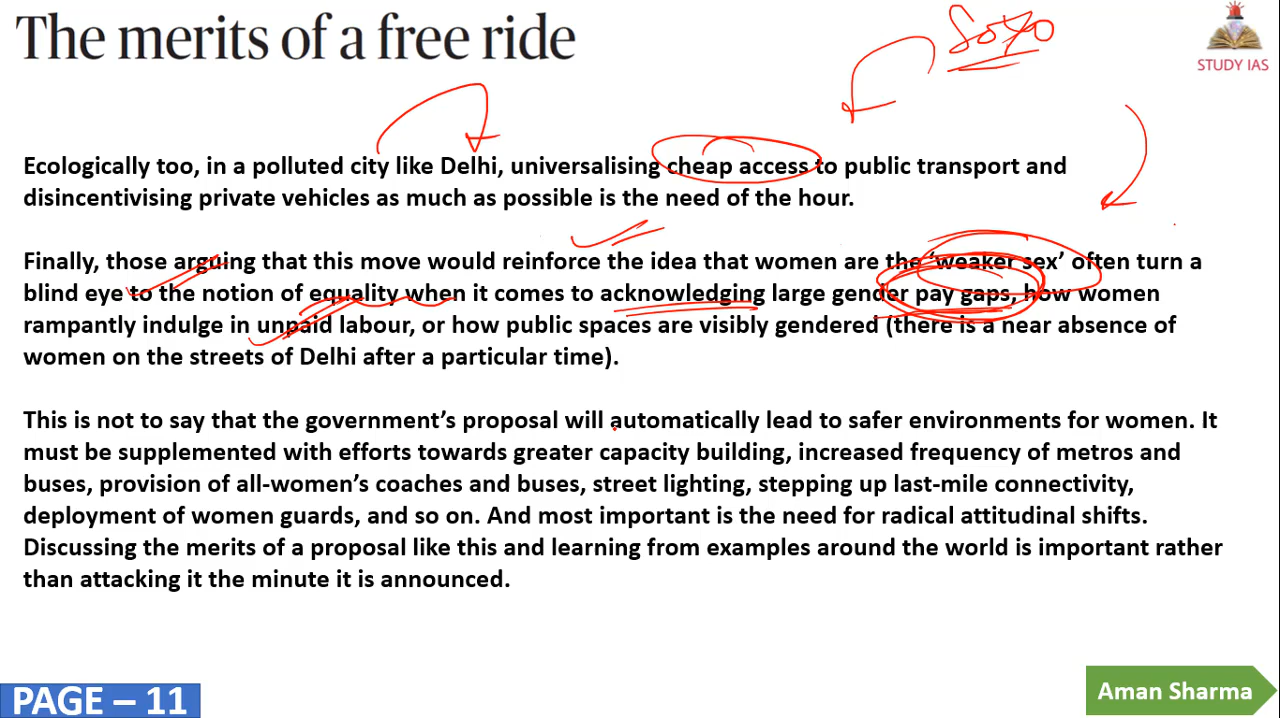 The merits of a free ride
50%
STUDY IAS
Ecologically too, in a polluted city like Delhi, universalising cheap access to public transport and
disincentivising private vehicles as much as possible is the need of the hour.
Finally, those arguing that this move would reinforce the idea that women are the ‘weaker sex’ often turn a
blind eye to the notion of equality when it comes to acknowledging large gender pay gaps, how women
rampantly indulge in unpaid labour, or how public spaces are visibly gendered (there is a near absence of
women on the streets of Delhi after a particular time).
This is not to say that the government’s proposal will automatically lead to safer environments for women. It
must be supplemented with efforts towards greater capacity building, increased frequency of metros and
buses, provision of all-women’s coaches and buses, street lighting, stepping up last-mile connectivity,
deployment of women guards, and so on. And most important is the need for radical attitudinal shifts.
Discussing the merits of a proposal like this and learning from examples around the world is important rather
than attacking it the minute it is announced.
PAGE – 11
Aman Sharma